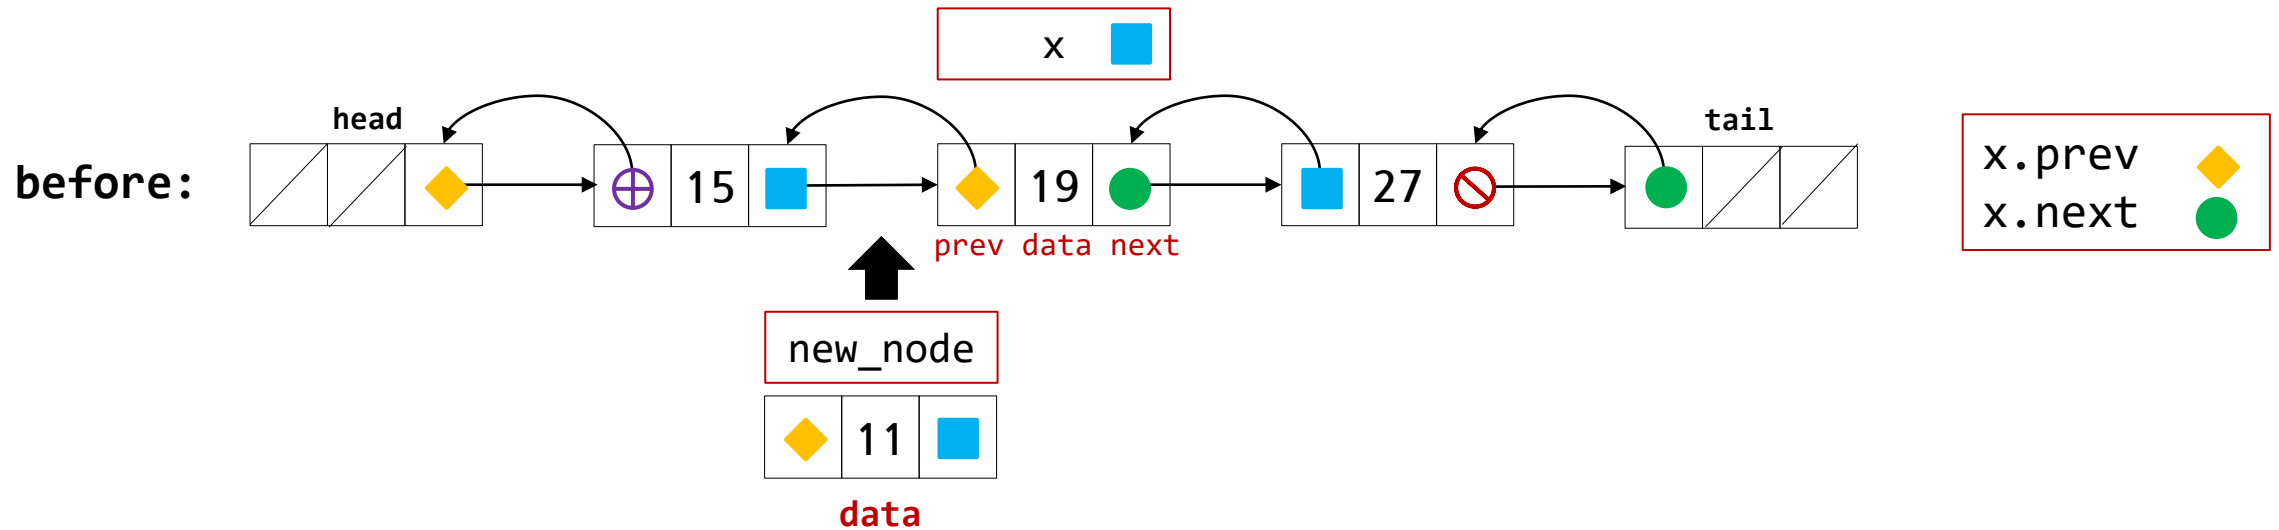 x
head
tail
before:
15
19
27
prev data next
x.prev
x.next
new_node
11
data